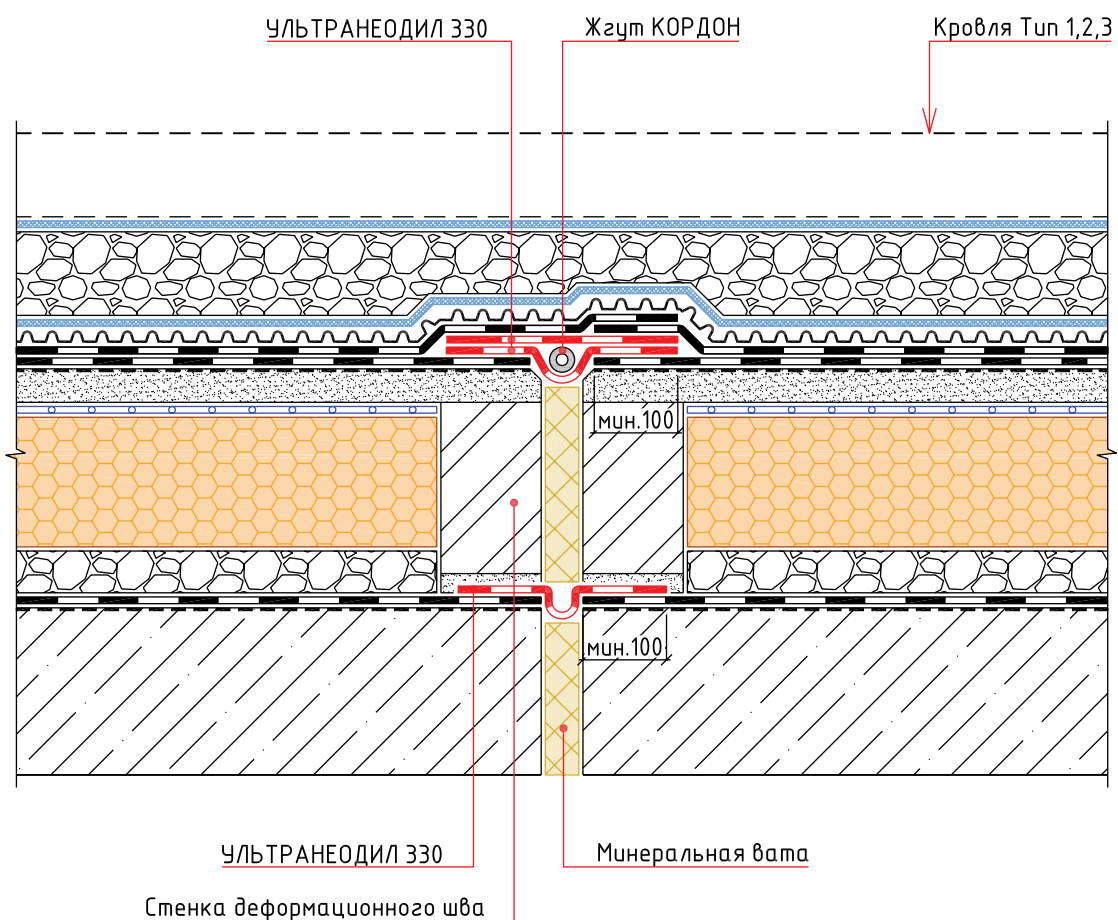 УЛЬТРАНЕОДИЛ 330
Жгут КОРДОН
Кровля Тип 1,2,3
мин.100
мин.100
УЛЬТРАНЕОДИЛ 330
Минеральная вата
Стенка деформационного шва